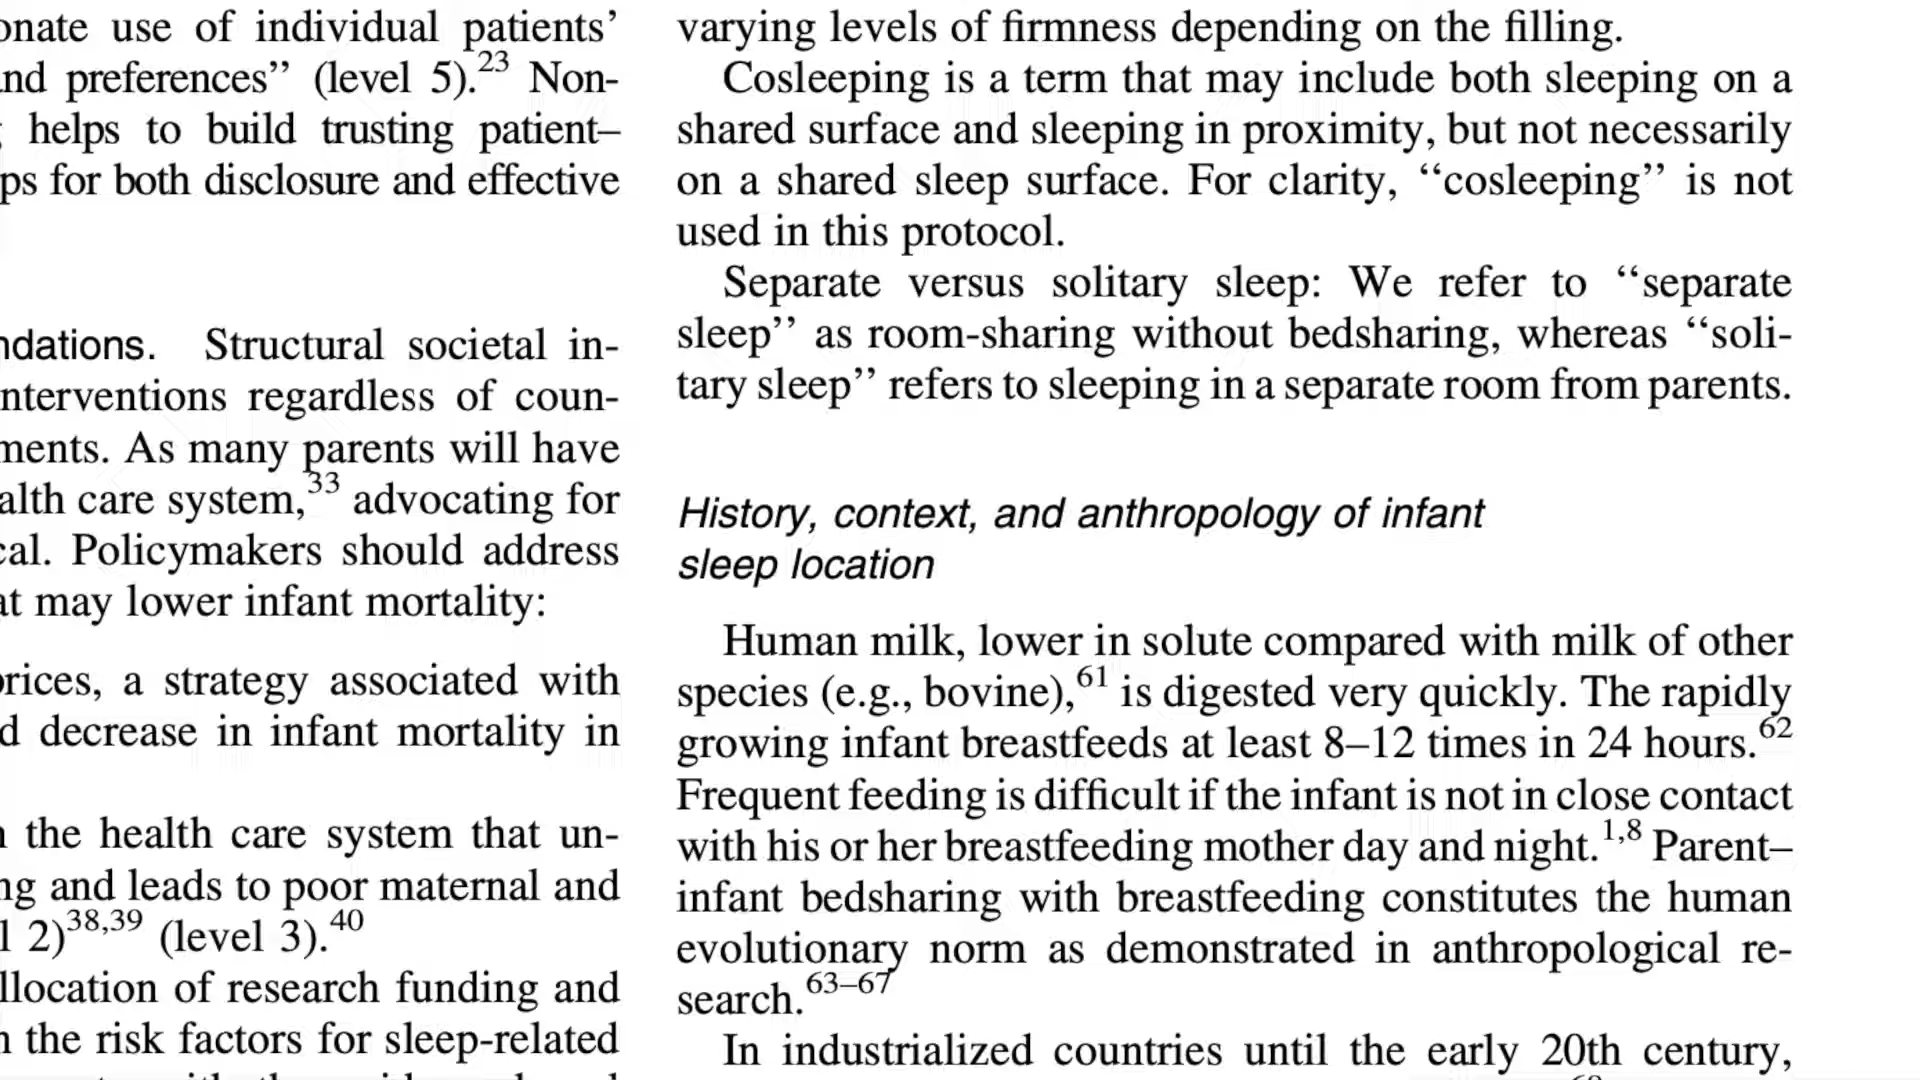 onate use of individual patients’
nd preferences” (level 5).23 Non-
helps to build trusting patient–
ps for both disclosure and effective
ndations. Structural societal in-
nterventions regardless of coun-
ments. As many parents will have
alth care system,33 advocating for
cal. Policymakers should address
at may lower infant mortality:
prices, a strategy associated with
d decrease in infant mortality in
the health care system that un-
ng and leads to poor maternal and
l 2)38,39 (level 3).40
llocation of research funding and
the risk factors for sleep-related
varying levels of firmness depending on the filling.
Cosleeping is a term that may include both sleeping on a
shared surface and sleeping in proximity, but not necessarily
on a shared sleep surface. For clarity, ‘‘cosleeping’’ is not
used in this protocol.
Separate versus solitary sleep: We refer to ‘‘separate
sleep’’ as room-sharing without bedsharing, whereas ‘‘soli-
tary sleep’’ refers to sleeping in a separate room from parents.
History, context, and anthropology of infant
sleep location
Human milk, lower in solute compared with milk of other
species (e.g., bovine),61 is digested very quickly. The rapidly
growing infant breastfeeds at least 8–12 times in 24 hours.62
Frequent feeding is difficult if the infant is not in close contact
with his or her breastfeeding mother day and night.1,8 Parent–
infant bedsharing with breastfeeding constitutes the human
evolutionary norm as demonstrated in anthropological re-
search.63–67
In industrialized countries until the early 20th century,